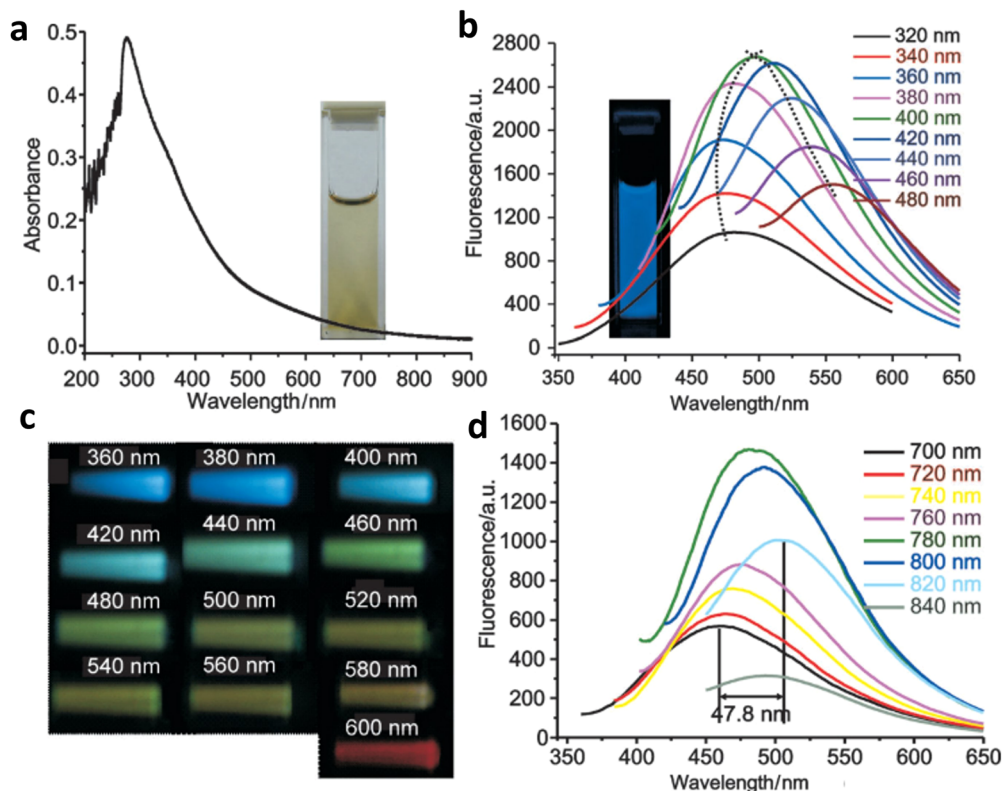 a
0.5
0.4
0.3
0.2
0.1
0.0
Absorbance
200 300 400 500 600 700 800 900
Wavelength/nm
b
2800
2400
2000
1600
1200
800
400
0
Fluorescence/a.u.
350 400 450 500 550 600 650
Wavelength/nm
320 nm
340 nm
360 nm
380 nm
400 nm
420 nm
440 nm
460 nm
480 nm
c
360 nm 380 nm 400 nm
420 nm 440 nm 460 nm
480 nm 500 nm 520 nm
540 nm 560 nm 580 nm
600 nm
d
1600
1400
1200
1000
800
600
400
200
0
Fluorescence/a.u.
350 400 450 500 550 600 650
Wavelength/nm
700 nm
720 nm
740 nm
760 nm
780 nm
800 nm
820 nm
840 nm
47.8 nm